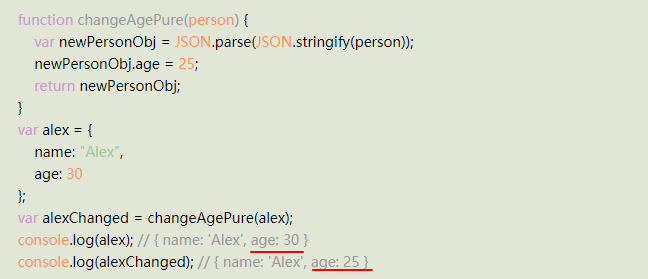 function changeAgePure(person) {
var newPersonObj = JSON.parse(JSON.stringify(person));
newPersonObj.age = 25;
return newPersonObj;
}
var alex = {
name: "Alex",
age: 30
};
var alexChanged = changeAgePure(alex);
console.log(alex); // { name: 'Alex', age: 30 }
console.log(alexChanged); // { name: 'Alex', age: 25 }